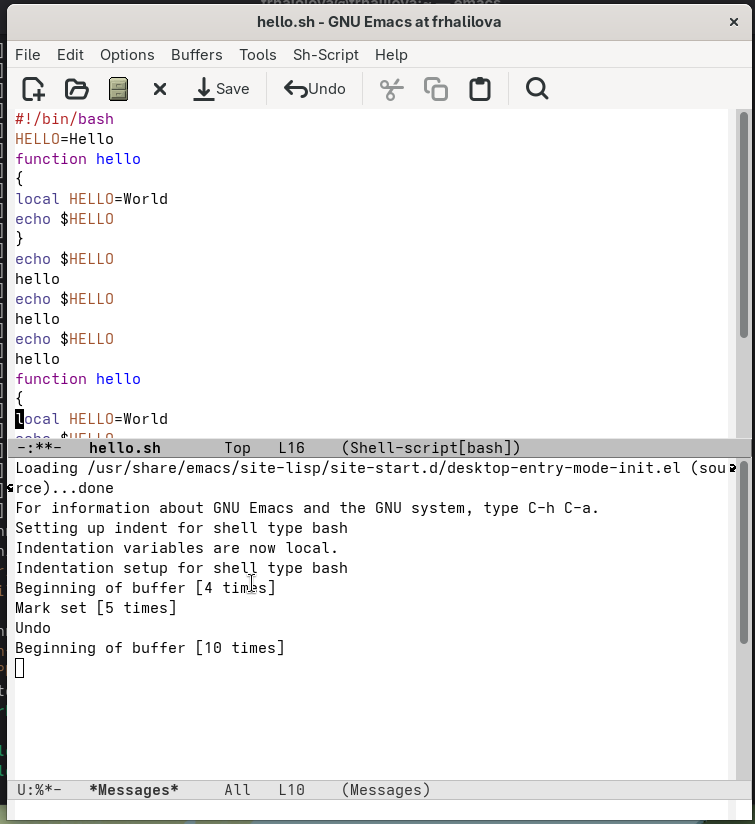 hello.sh - GNU Emacs at frhalilova
File Edit Options Buffers Tools Sh-Script Help
Save Undo
#!/bin/bash
HELLO=Hello
function hello
{
local HELLO=World
echo $HELLO
}
echo $HELLO
hello
echo $HELLO
hello
echo $HELLO
hello
function hello
{
local HELLO=World
echo $HELLO
-:**-  hello.sh  Top  L16  (Shell-script[bash])
Loading /usr/share/emacs/site-lisp/site-start.d/desktop-entry-mode-init.el (sou
rce)...done
For information about GNU Emacs and the GNU system, type C-h C-a.
Setting up indent for shell type bash
Indentation variables are now local.
Indentation setup for shell type bash
Beginning of buffer [4 times]
Mark set [5 times]
Undo
Beginning of buffer [10 times]
U:%*-  *Messages*  All  L10  (Messages)